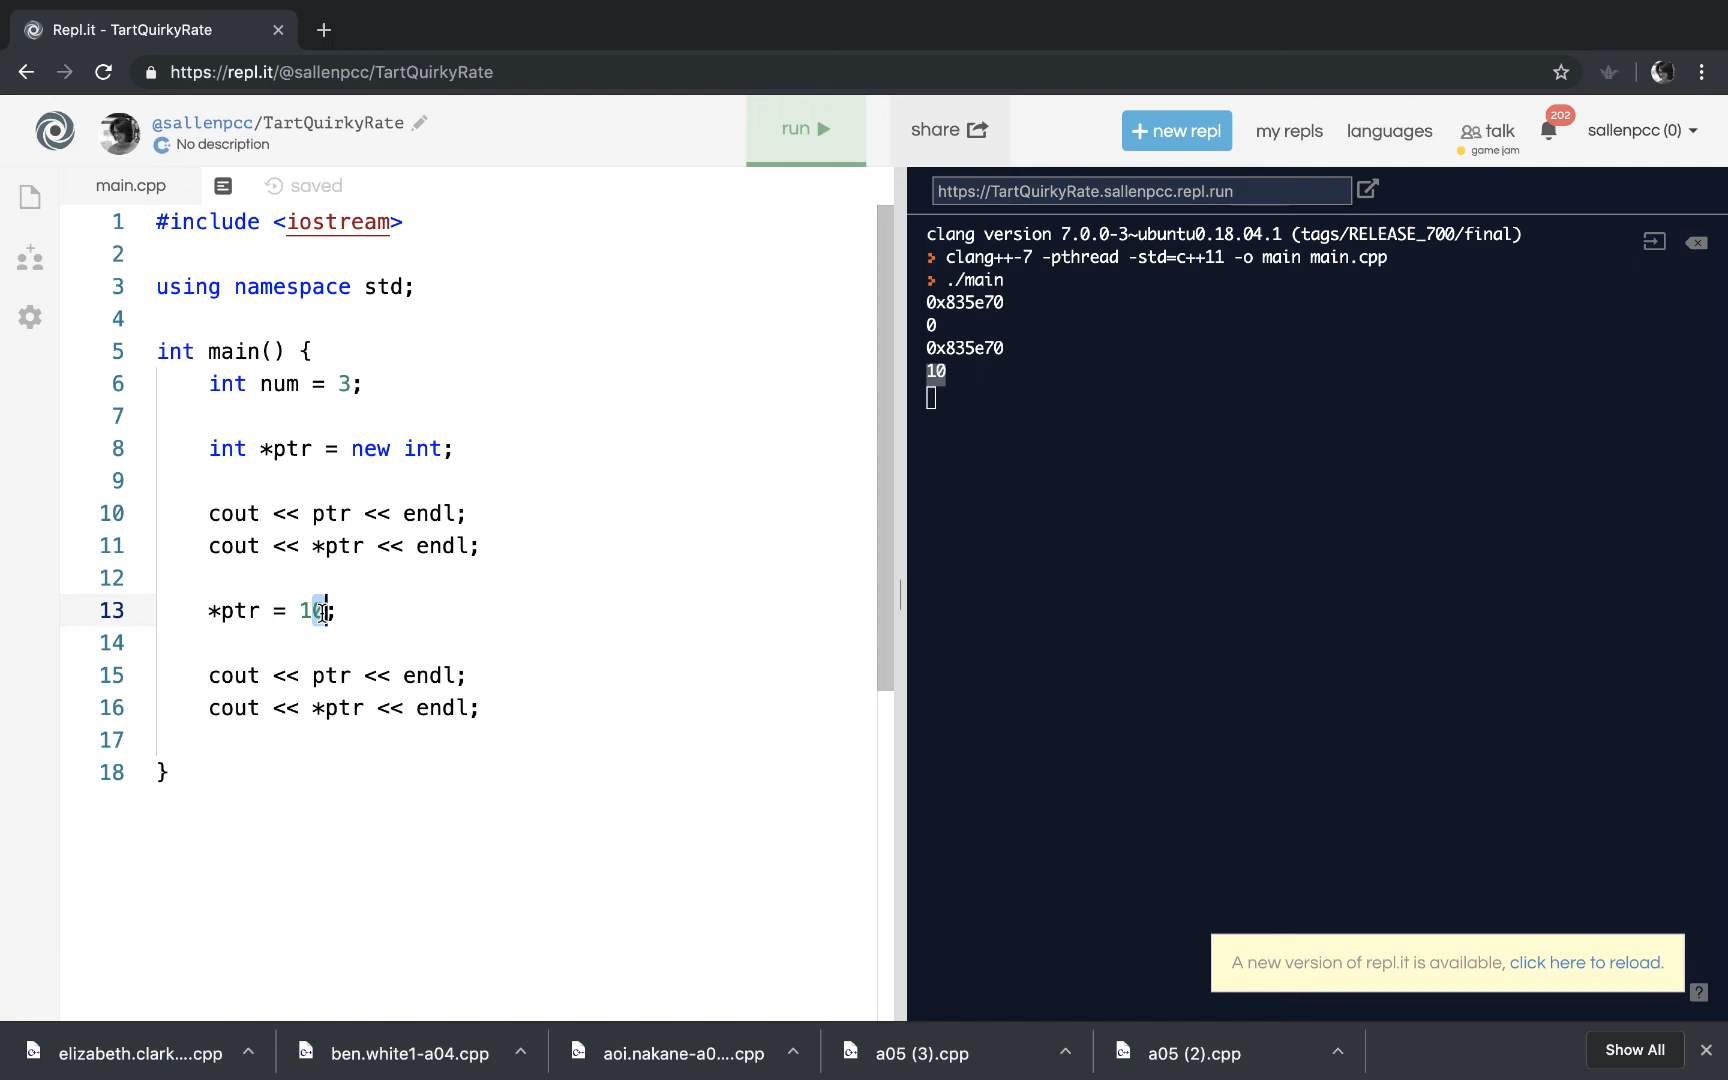 Repl.it - TartQuirkyRate
https://repl.it/@sallenpcc/TartQuirkyRate
@sallenpcc/TartQuirkyRate
No description
run
share
+ new repl
my repls
languages
talk
game jam
202
sallenpcc (0)
main.cpp
saved
https://TartQuirkyRate.sallenpcc.repl.run
1 #include <iostream>
2
3 using namespace std;
4
5 int main() {
6 int num = 3;
7
8 int *ptr = new int;
9
10 cout << ptr << endl;
11 cout << *ptr << endl;
12
13 *ptr = 10;
14
15 cout << ptr << endl;
16 cout << *ptr << endl;
17
18 }
clang version 7.0.0-3~ubuntu0.18.04.1 (tags/RELEASE_700/final)
clang++-7 -pthread -std=c++11 -o main main.cpp
./main
0x835e70
0
0x835e70
10
A new version of repl.it is available, click here to reload.
?
elizabeth.clark....cpp
ben.white1-a04.cpp
aoi.nakane-a0....cpp
a05 (3).cpp
a05 (2).cpp
Show All